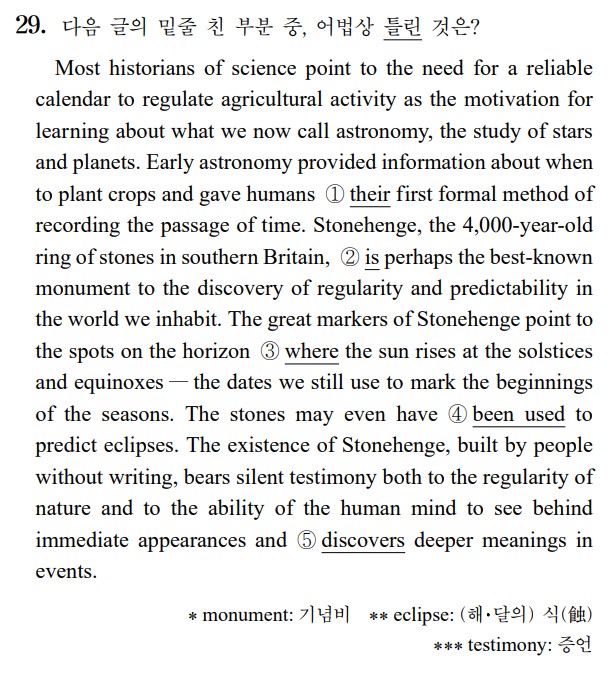 29. 다음 글의 밑줄 친 부분 중, 어법상 틀린 것은?
Most historians of science point to the need for a reliable
calendar to regulate agricultural activity as the motivation for
learning about what we now call astronomy, the study of stars
and planets. Early astronomy provided information about when
to plant crops and gave humans ① their first formal method of
recording the passage of time. Stonehenge, the 4,000-year-old
ring of stones in southern Britain, ② is perhaps the best-known
monument to the discovery of regularity and predictability in
the world we inhabit. The great markers of Stonehenge point to
the spots on the horizon ③ where the sun rises at the solstices
and equinoxes — the dates we still use to mark the beginnings
of the seasons. The stones may even have ④ been used to
predict eclipses. The existence of Stonehenge, built by people
without writing, bears silent testimony both to the regularity of
nature and to the ability of the human mind to see behind
immediate appearances and ⑤ discovers deeper meanings in
events.
* monument: 기념비 ** eclipse: (해·달의) 식(蝕)
*** testimony: 증언